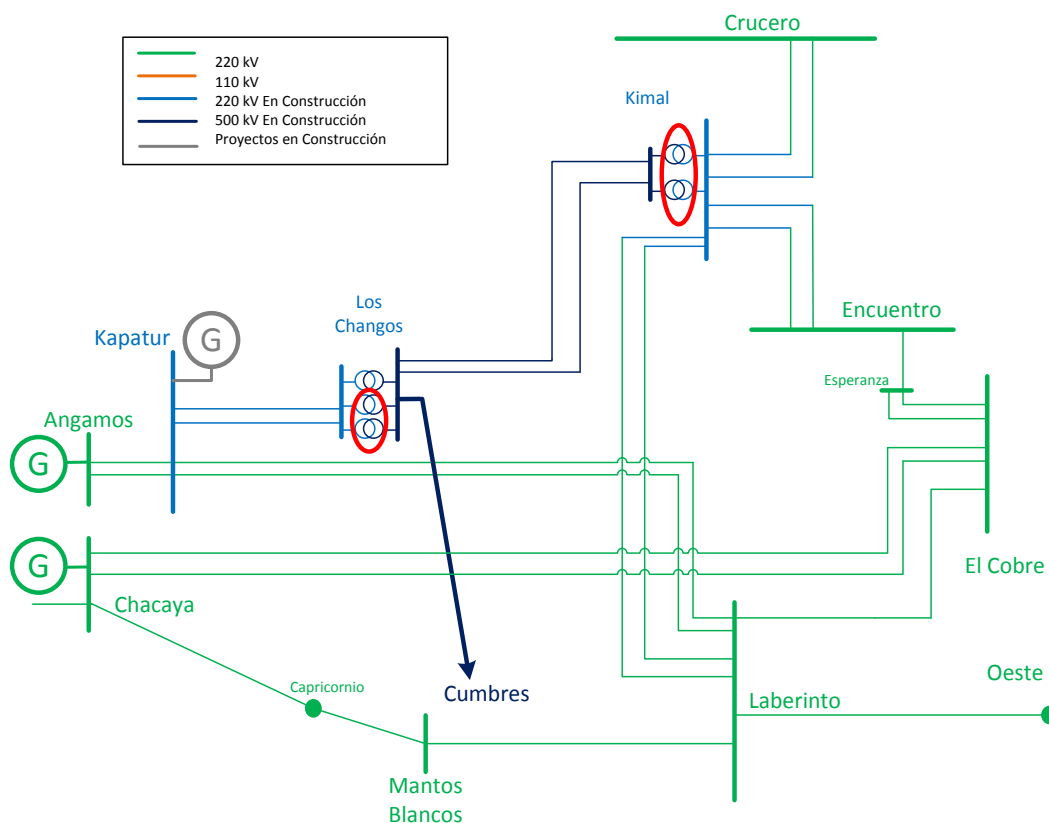 Crucero
220 kV
110 kV
220 kV En Construcción
500 kV En Construcción
Proyectos en Construcción
Kimal
Los
Changos
Kapatur
G
Encuentro
Esperanza
Angamos
G
G
Chacaya
El Cobre
Capricornio
Cumbres
Oeste
Laberinto
Mantos
Blancos